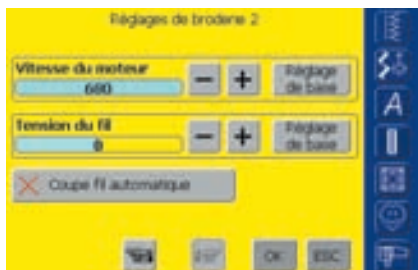 Réglages de broderie 2
Vitesse du moteur
680
Réglage
de base
Tension du fil
0
Réglage
de base
Coupe fil automatique
OK ESC
A